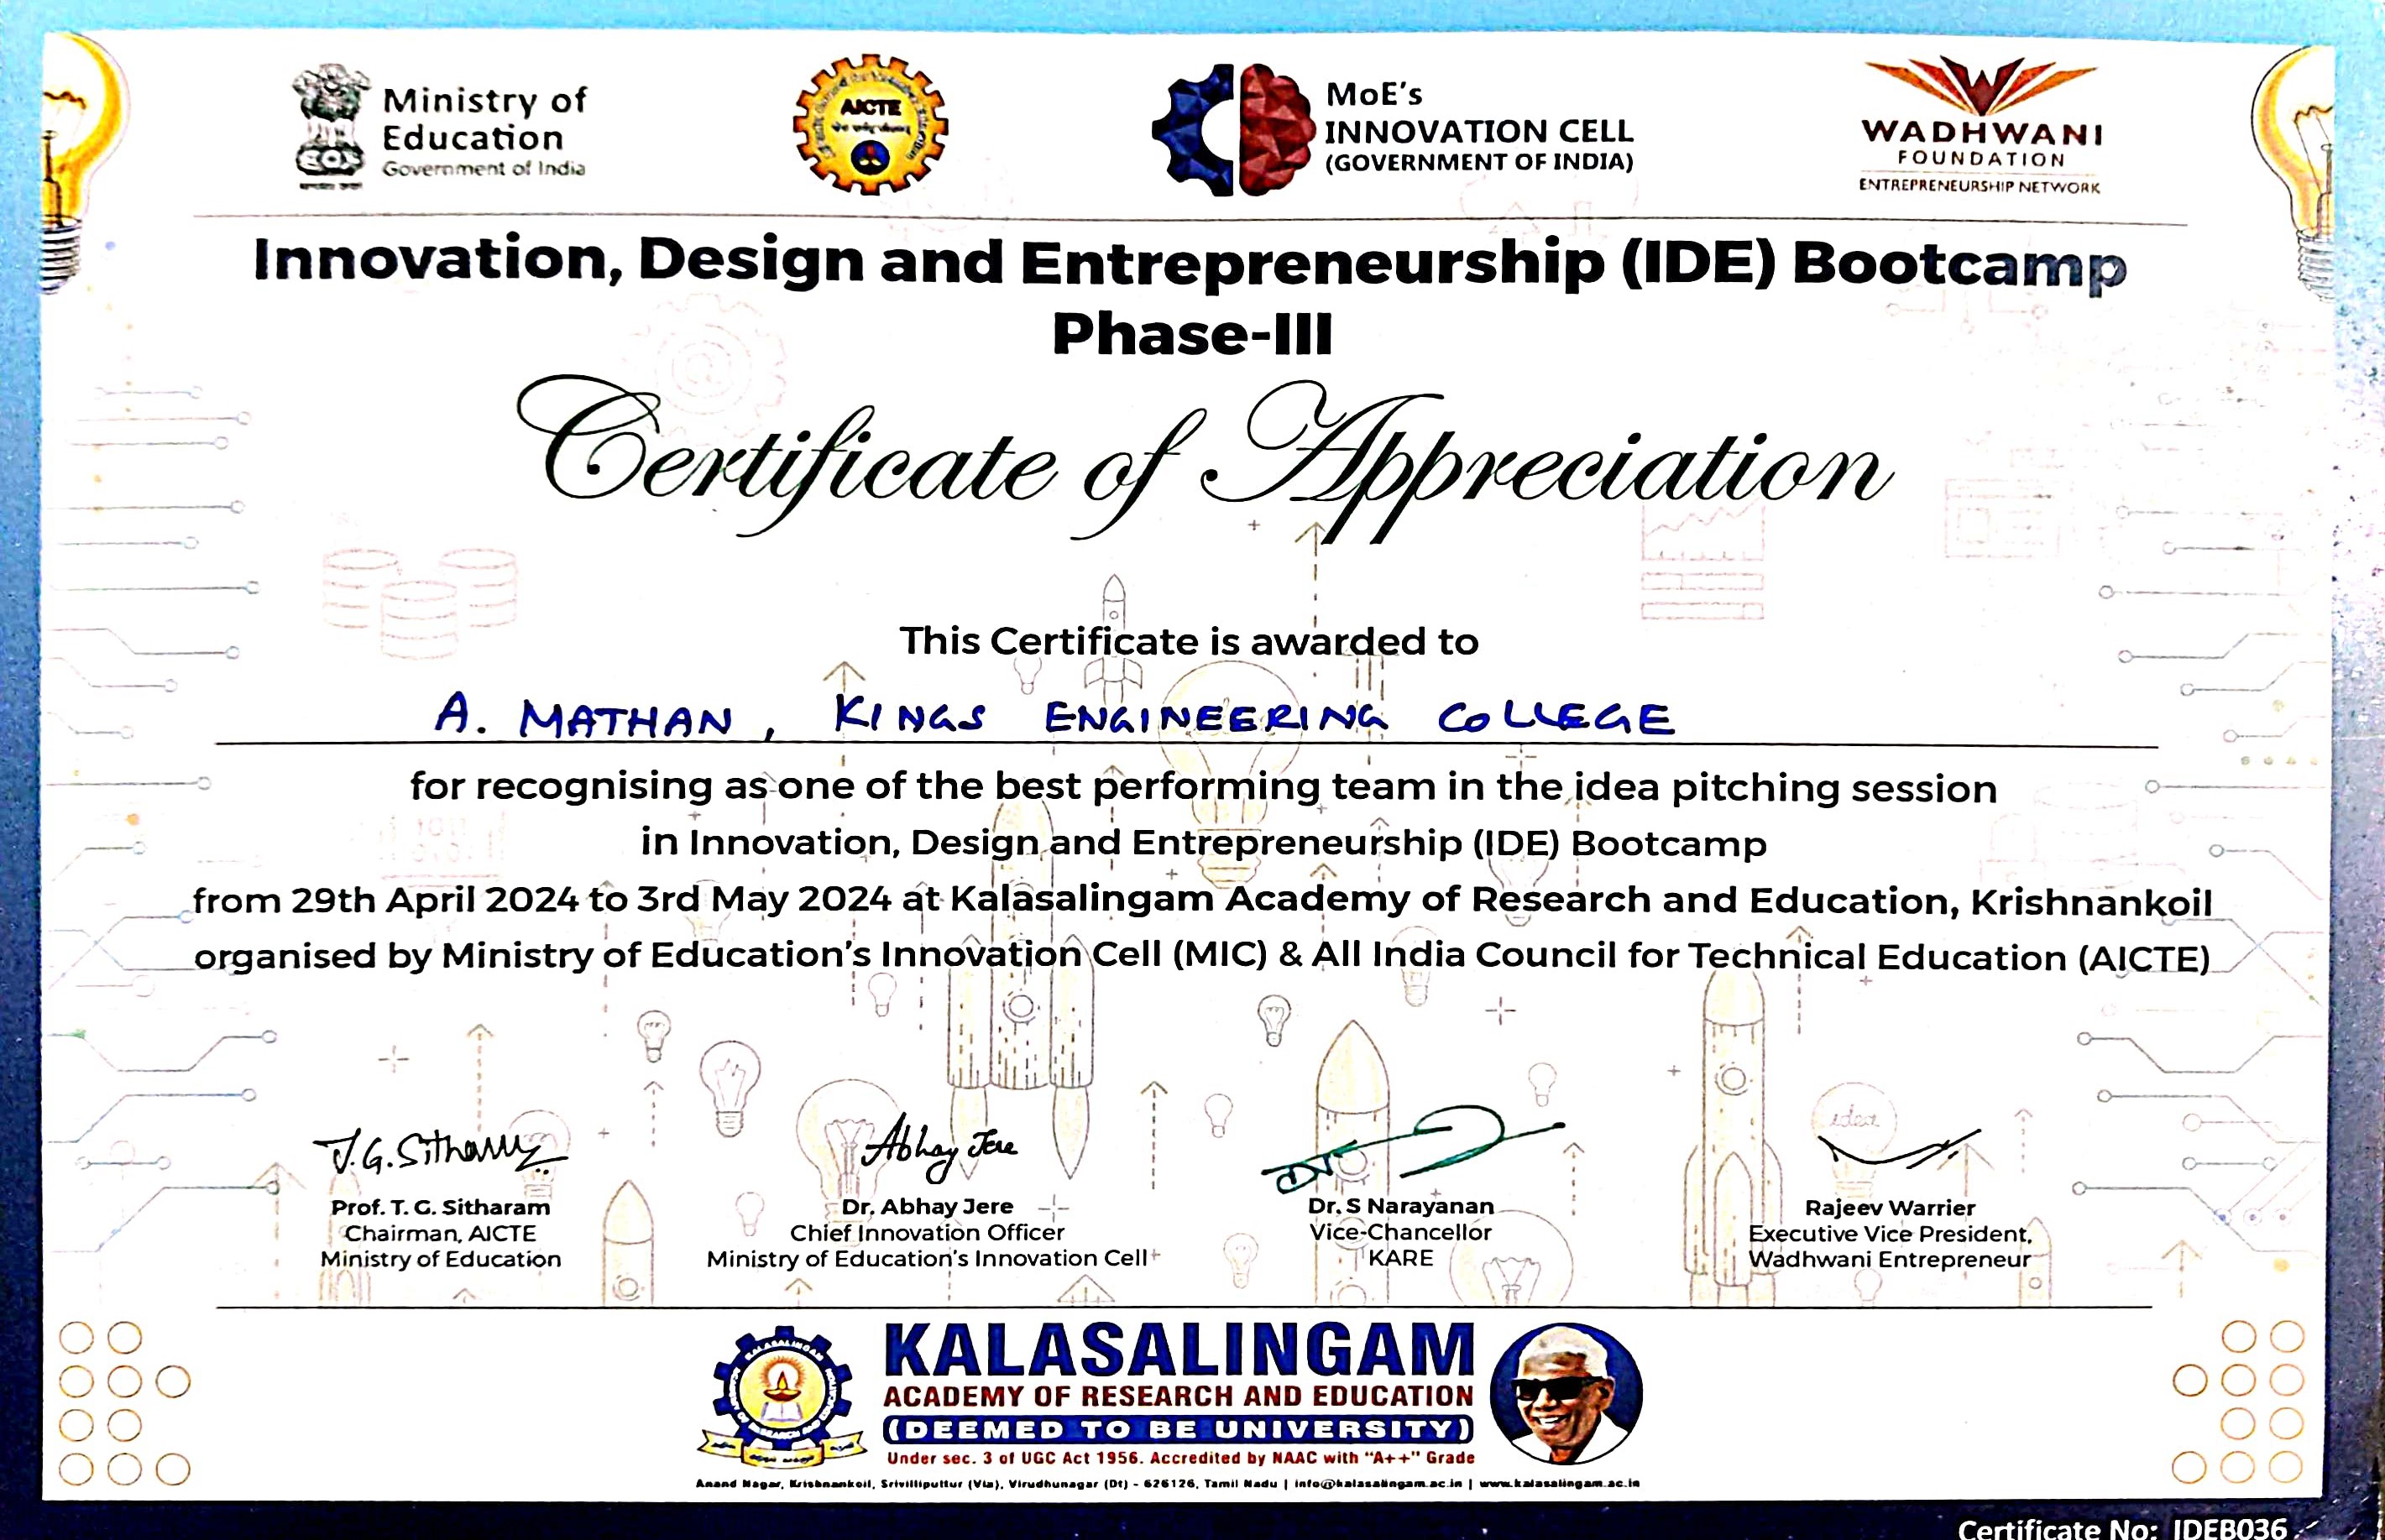 Ministry of
Education
Government of India
AICTE
MoE's
INNOVATION CELL
(GOVERNMENT OF INDIA)
WADHWANI
FOUNDATION
ENTREPRENEURSHIP NETWORK
Innovation, Design and Entrepreneurship (IDE) Bootcamp
Phase-III
Certificate of Appreciation
This Certificate is awarded to
A. MATHAN, KINGS ENGINEERING COLLEGE
for recognising as one of the best performing team in the idea pitching session
in Innovation, Design and Entrepreneurship (IDE) Bootcamp
from 29th April 2024 to 3rd May 2024 at Kalasalingam Academy of Research and Education, Krishnankoil
organised by Ministry of Education's Innovation Cell (MIC) & All India Council for Technical Education (AICTE)
idea
T.G. Sitharam
Abhay Jere
Prof. T. G. Sitharam
Chairman, AICTE
Ministry of Education
Dr. Abhay Jere
Chief Innovation Officer
Ministry of Education's Innovation Cell
Dr. S Narayanan
Vice-Chancellor
KARE
Rajeev Warrier
Executive Vice President,
Wadhwani Entrepreneur
KALASALINGAM
ACADEMY OF RESEARCH AND EDUCATION
(DEEMED TO BE UNIVERSITY)
Under sec. 3 of UGC Act 1956. Accredited by NAAC with "A++" Grade
Anand Nagar, Krishnankoil, Srivilliputtur (Via), Virudhunagar (Dt) - 626126, Tamil Nadu | info@kalasalingam.ac.in | www.kalasalingam.ac.in
Certificate No: IDEB036